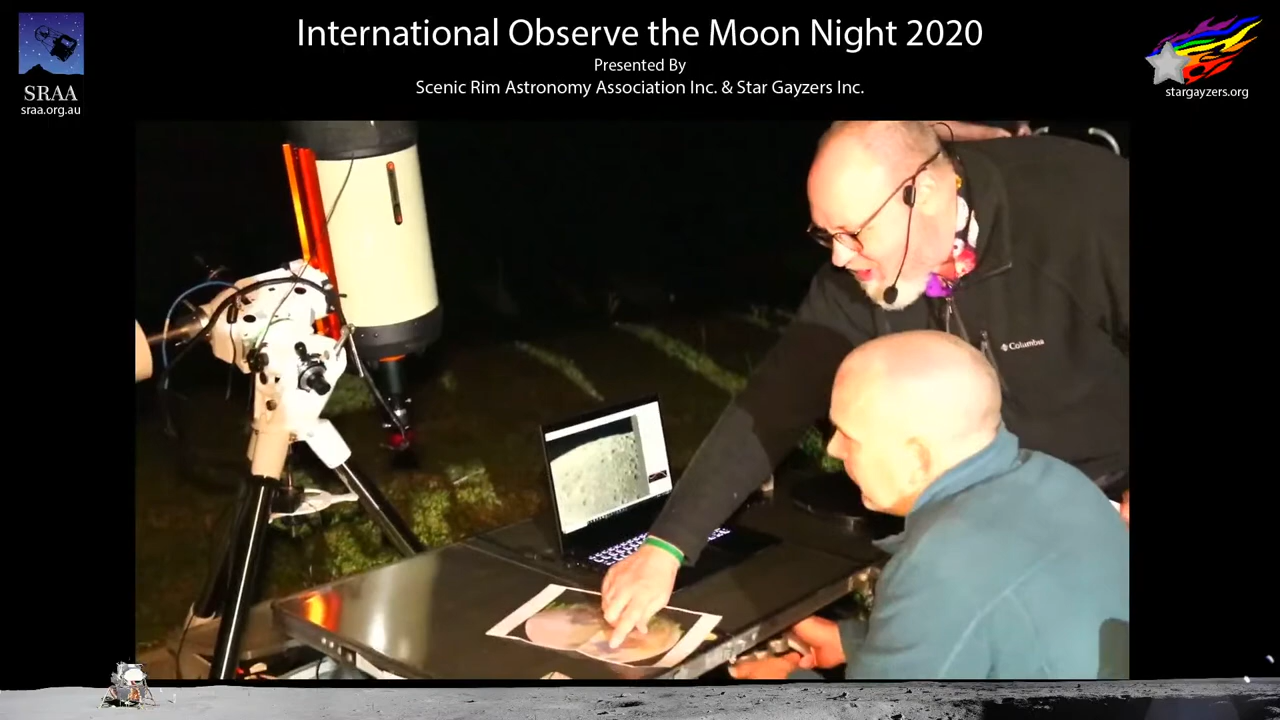 International Observe the Moon Night 2020
Presented By
Scenic Rim Astronomy Association Inc. & Star Gayzers Inc.
SRAA
sraa.org.au
stargayzers.org
Columbia